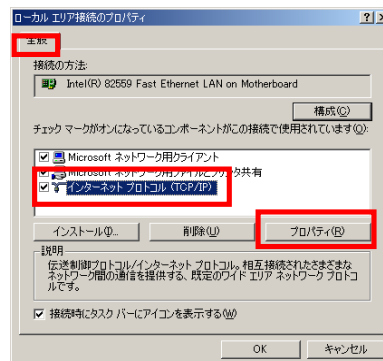 ローカル エリア接続のプロパティ
全般
接続の方法:
Intel(R) 82559 Fast Ethernet LAN on Motherboard
構成(C)
チェック マークがオンになっているコンポーネントがこの接続で使用されています(O):
Microsoft ネットワーク用クライアント
Microsoft ネットワーク用ファイルとプリンタ共有
インターネット プロトコル (TCP/IP)
インストール(I)...
削除(U)
プロパティ(R)
説明
伝送制御プロトコル/インターネット プロトコル。相互接続されたさまざまな
ネットワーク間の通信を提供する、既定のワイド エリア ネットワーク プロトコ
ルです。
接続時にタスク バーにアイコンを表示する(W)
OK
キャンセル